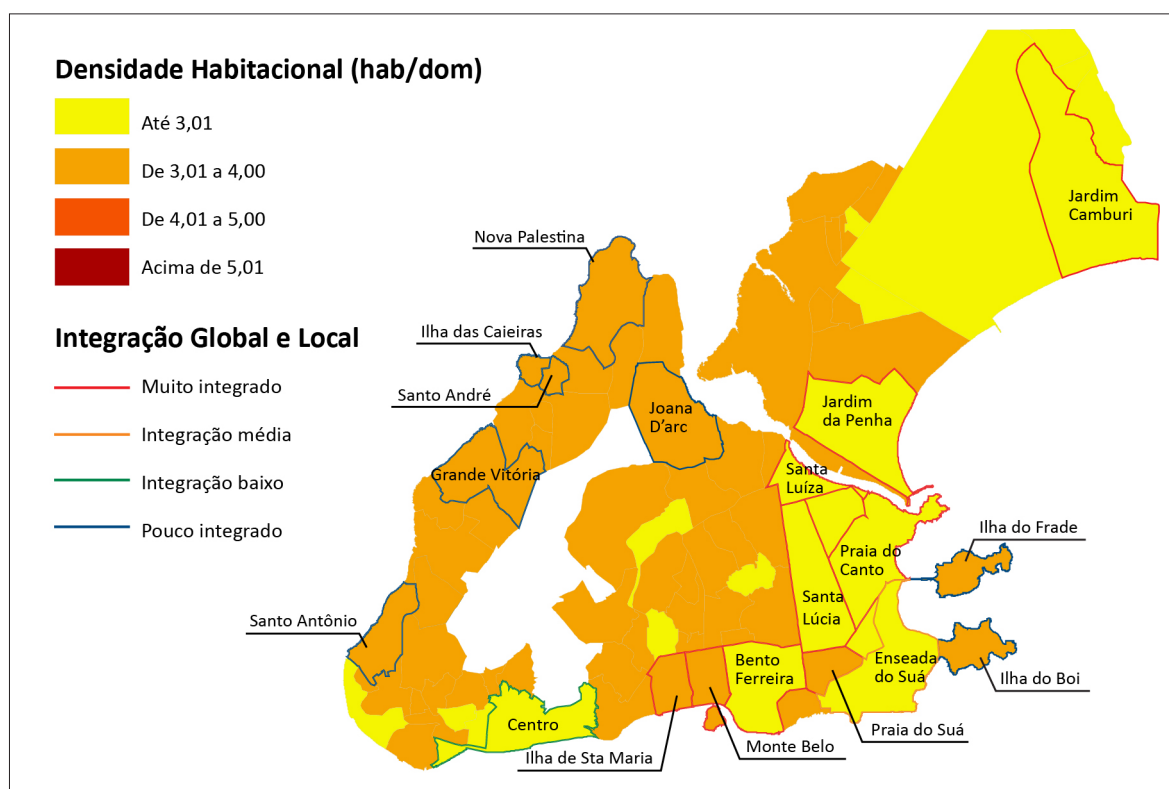 Densidade Habitacional (hab/dom)
Até 3,01
De 3,01 a 4,00
De 4,01 a 5,00
Acima de 5,01
Integração Global e Local
Muito integrado
Integração média
Integração baixo
Pouco integrado
Jardim
Camburi
Nova Palestina
Ilha das Caieiras
Santo André
Joana
D'arc
Jardim
da Penha
Grande Vitória
Santa
Luíza
Ilha do Frade
Praia do
Canto
Santa
Lúcia
Santo Antônio
Bento
Ferreira
Enseada
do Suá
Ilha do Boi
Centro
Praia do Suá
Ilha de Sta Maria
Monte Belo